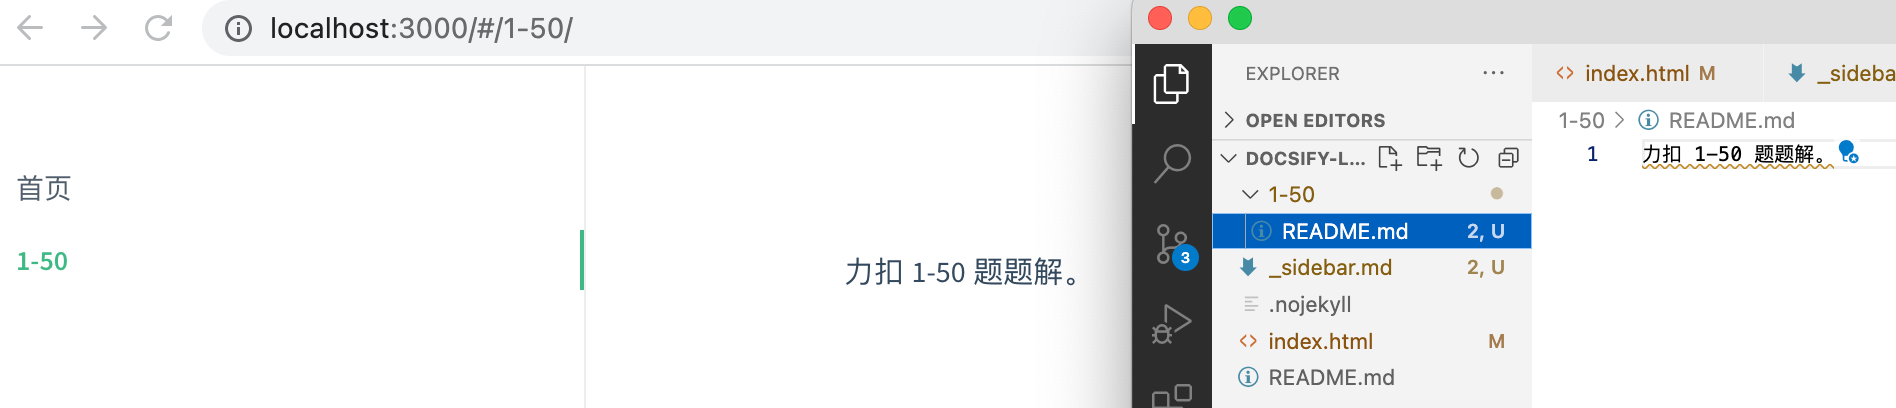 localhost:3000/#/1-50/
首页
1-50
力扣 1-50 题题解。
EXPLORER
OPEN EDITORS
DOCSIFY-L...
1-50
README.md 2, U
_sidebar.md 2, U
.nojekyll
index.html M
README.md
3
index.html M
_sideba
1-50 > README.md
1 力扣 1-50 题题解。